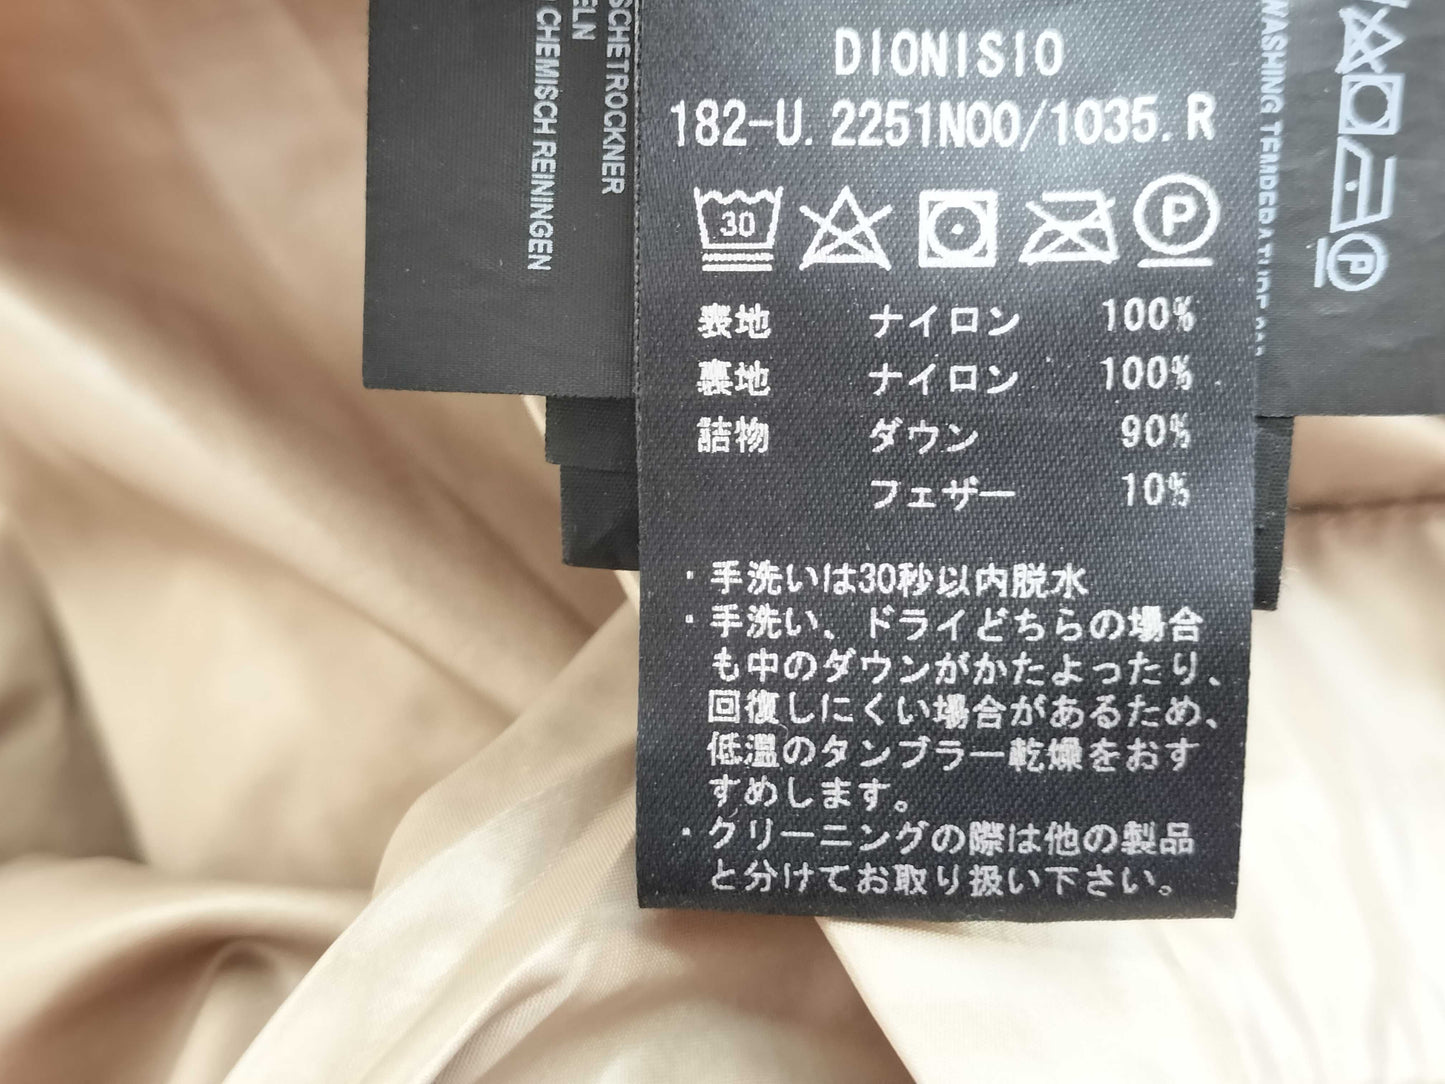 DIONISIO
182-U. 2251N00/1035. R
30
表地 ナイロン 100%
裏地 ナイロン 100%
詰物 ダウン 90%
フェザー 10%
・手洗いは30秒以内脱水
・手洗い、ドライどちらの場合
も中のダウンがかたよったり、
回復しにくい場合があるため、
低温のタンブラー乾燥をおす
すめします。
・クリーニングの際は他の製品
と分けてお取り扱い下さい。
P
SCHETROCKNER
ELN
CHEMISCH REININGEN
WASHING TEMPERATURE
P